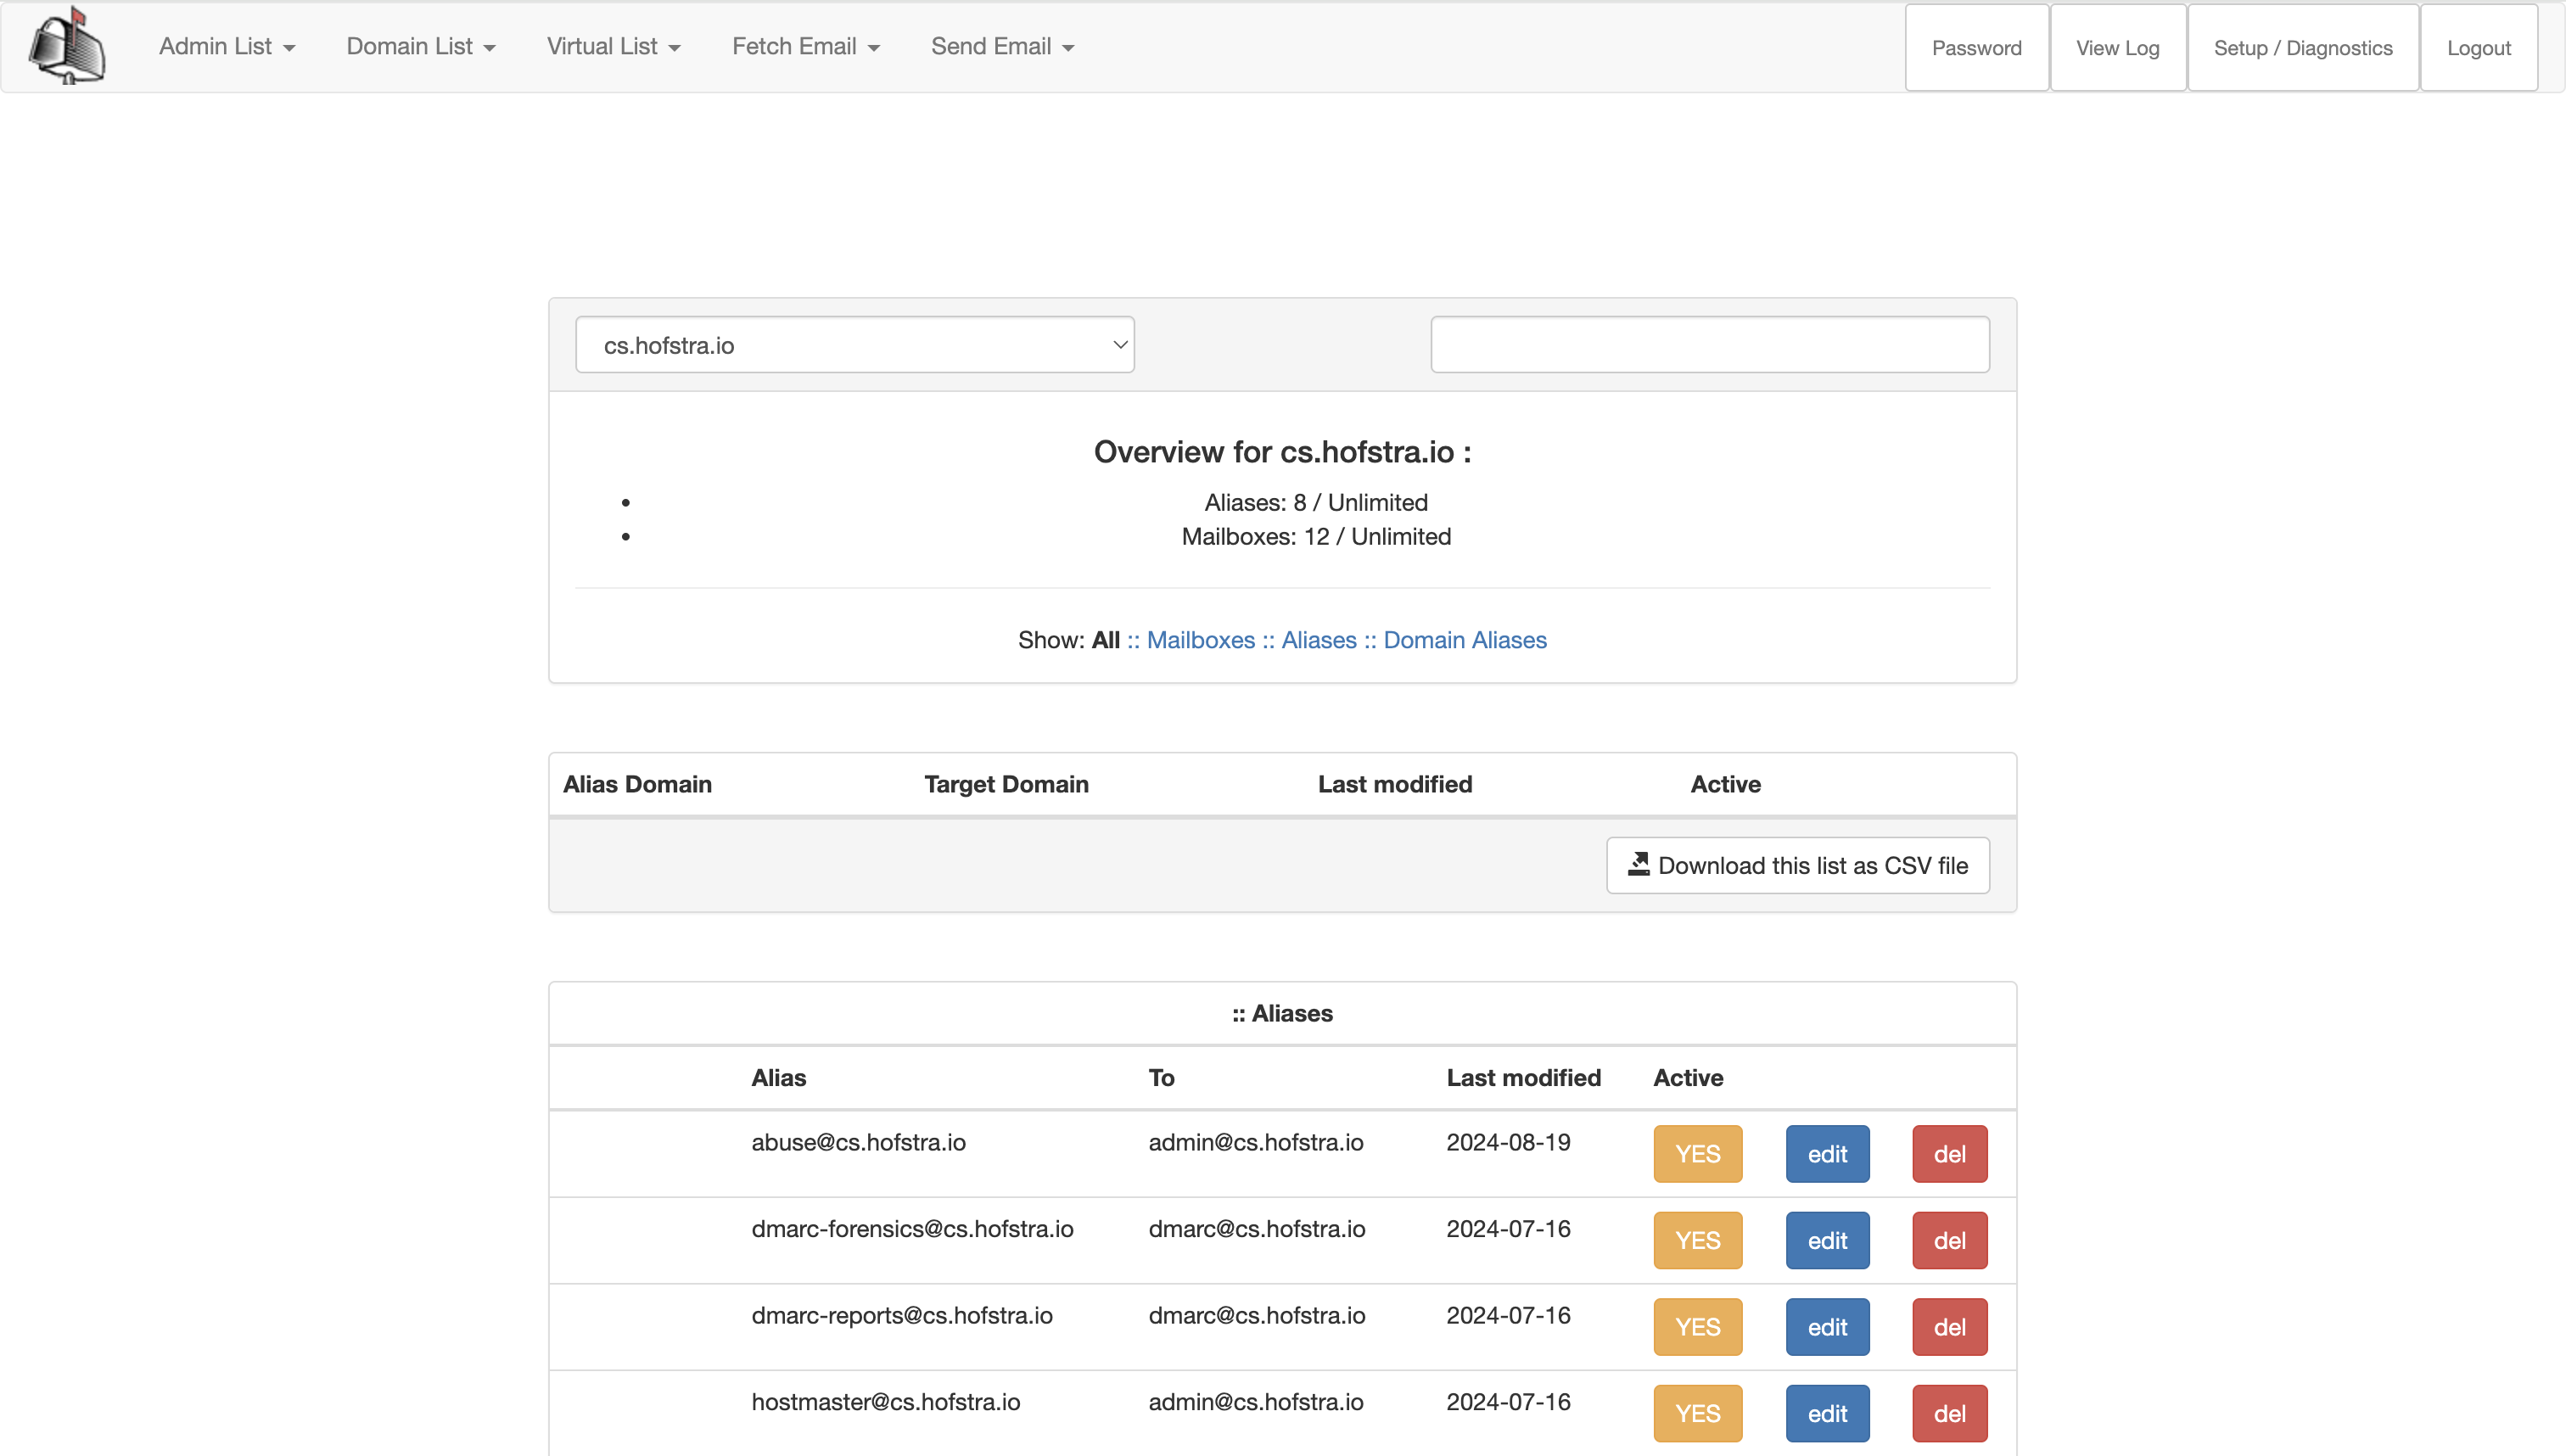 Admin List Domain List Virtual List Fetch Email Send Email Password View Log Setup / Diagnostics Logout
cs.hofstra.io
Overview for cs.hofstra.io :
Aliases: 8 / Unlimited
Mailboxes: 12 / Unlimited
Show: All :: Mailboxes :: Aliases :: Domain Aliases
Alias Domain Target Domain Last modified Active
Download this list as CSV file
:: Aliases
Alias To Last modified Active
abuse@cs.hofstra.io admin@cs.hofstra.io 2024-08-19 YES edit del
dmarc-forensics@cs.hofstra.io dmarc@cs.hofstra.io 2024-07-16 YES edit del
dmarc-reports@cs.hofstra.io dmarc@cs.hofstra.io 2024-07-16 YES edit del
hostmaster@cs.hofstra.io admin@cs.hofstra.io 2024-07-16 YES edit del